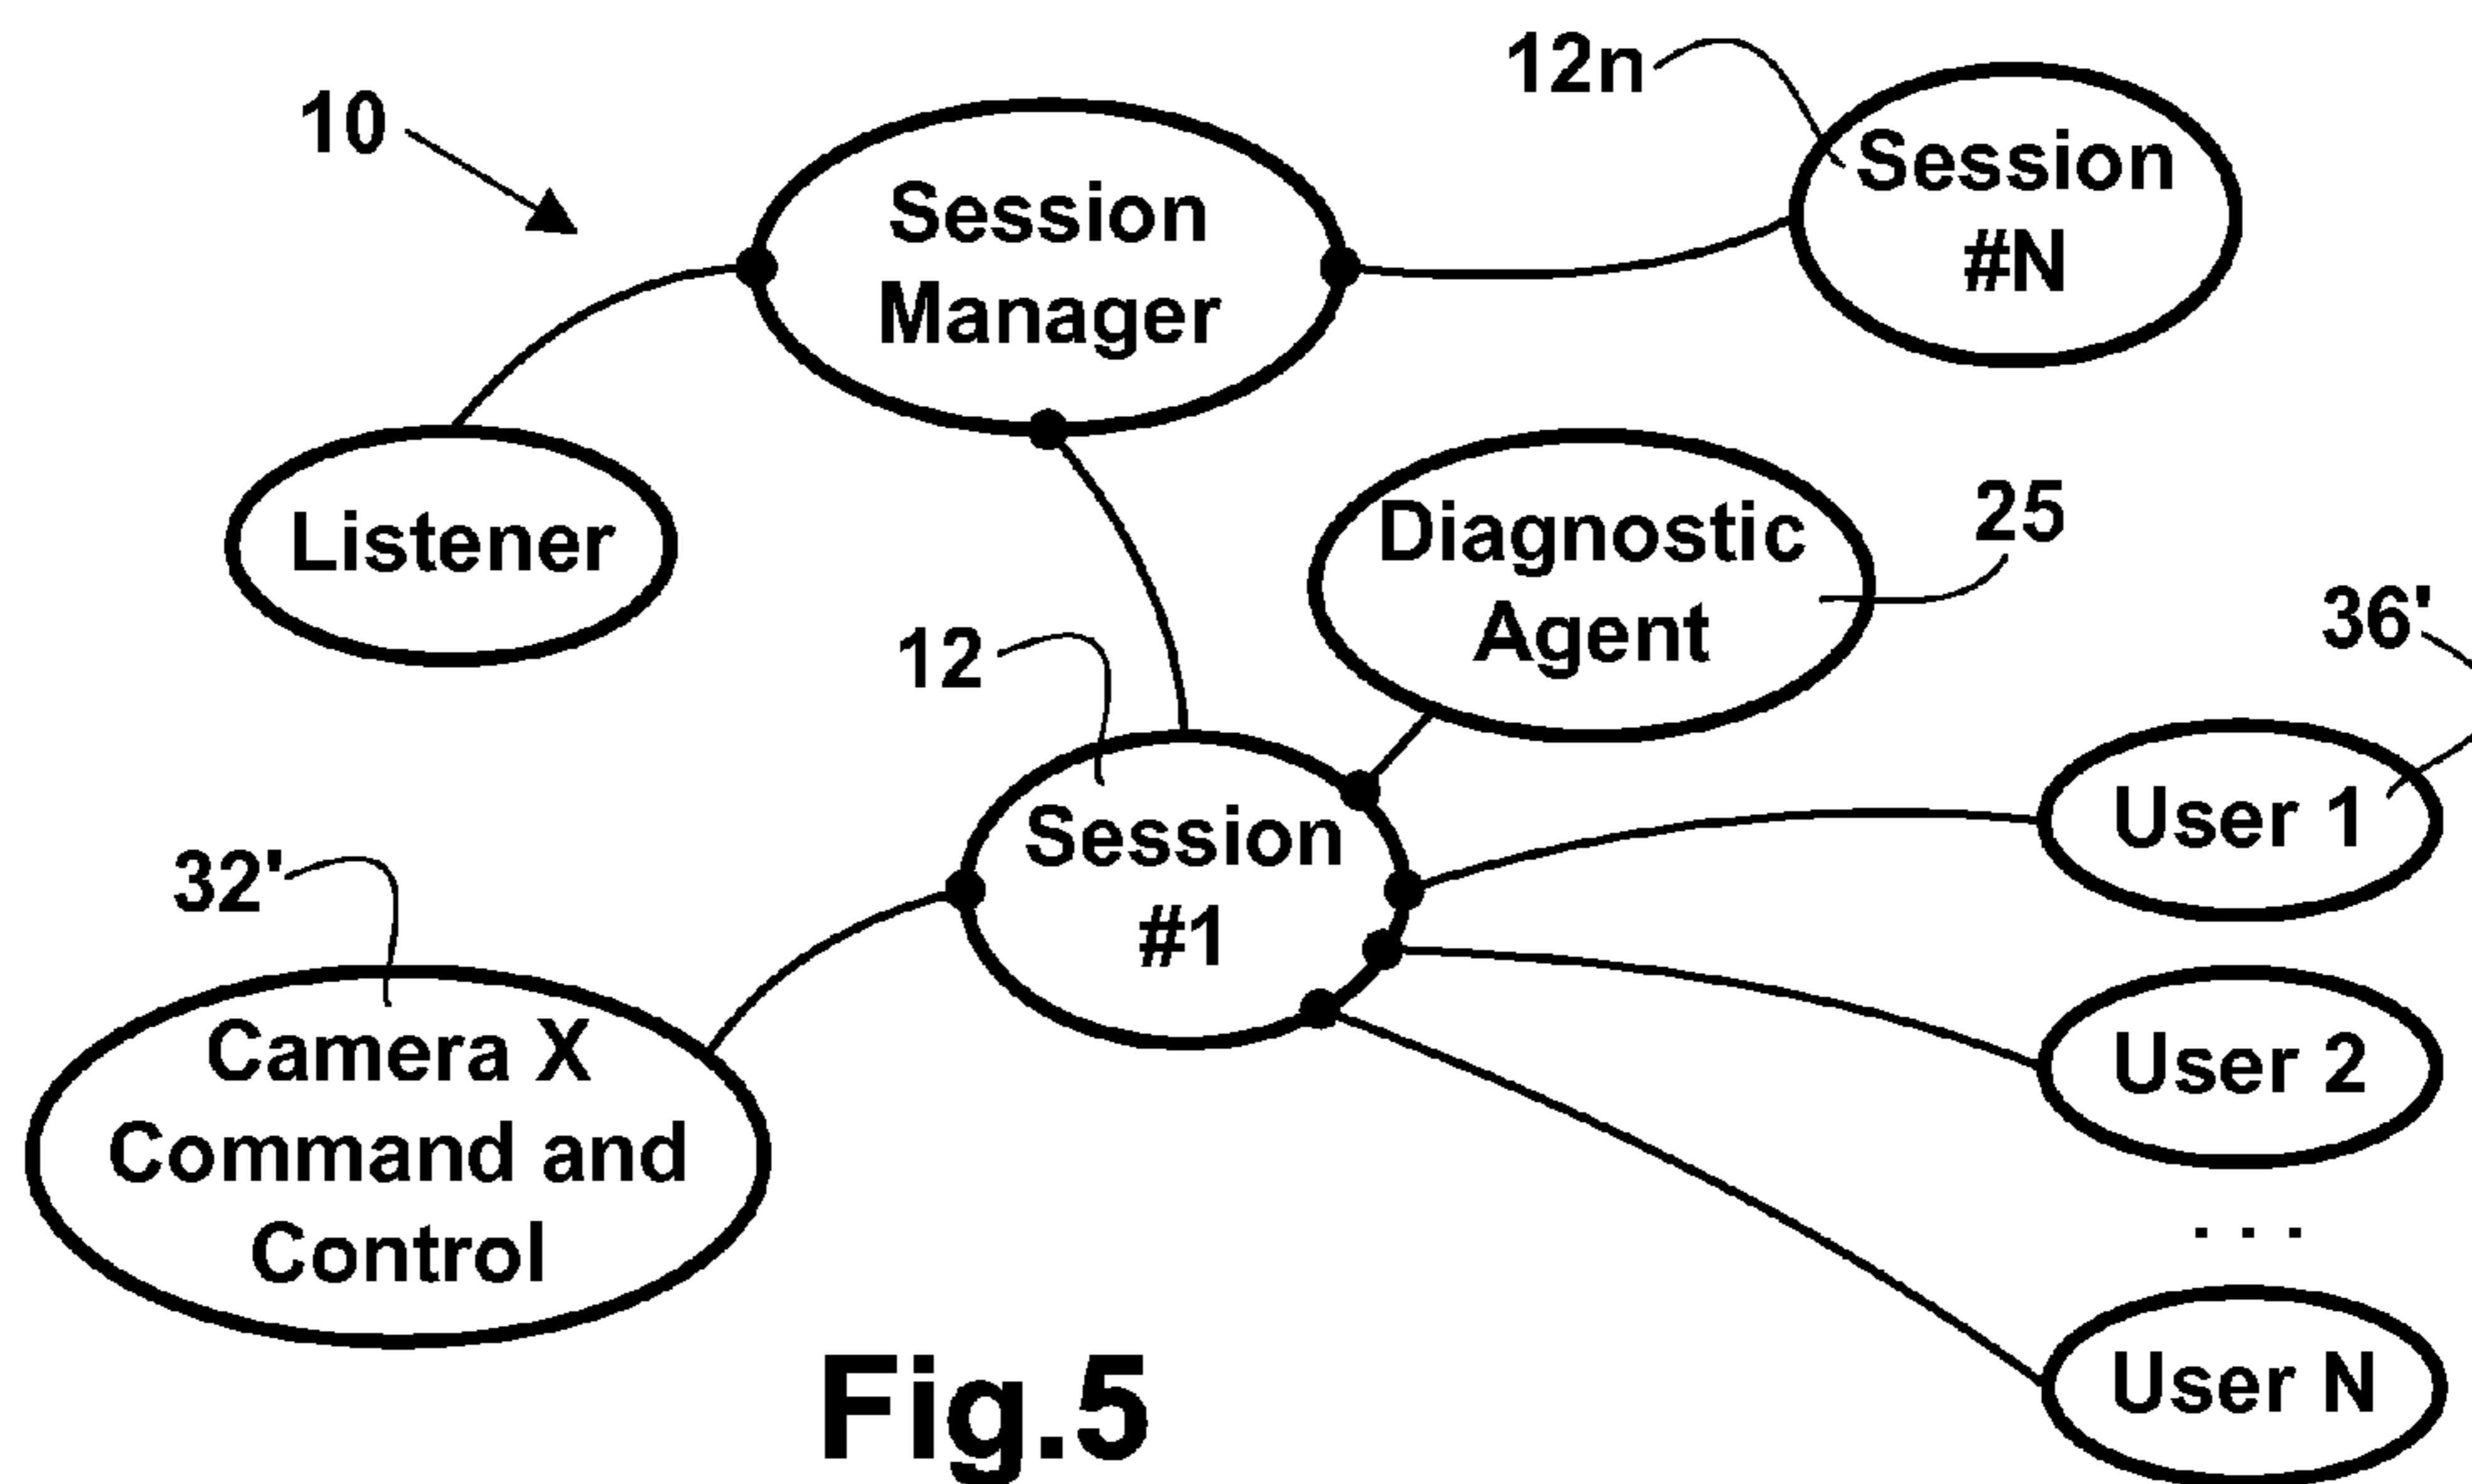 12n
10
Session
#N
Session
Manager
Listener
Diagnostic
Agent
25
36'
12
User 1
Session
#1
32'
Camera X
Command and
Control
User 2
. . .
User N
Fig.5